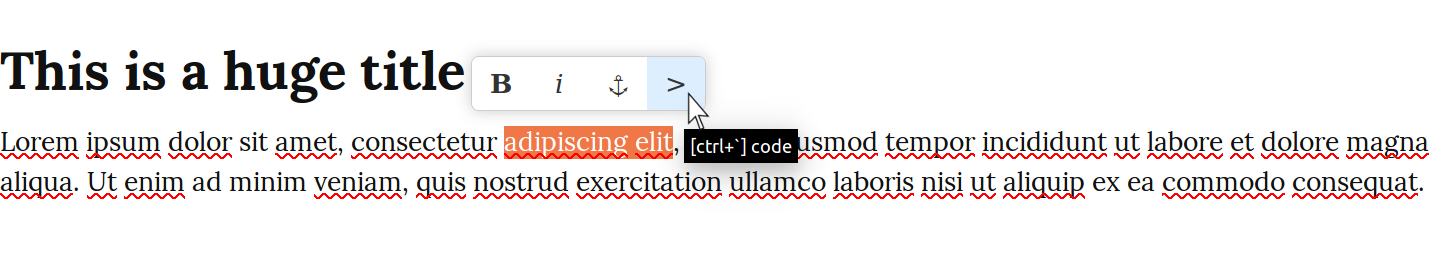 This is a huge title
B i ⚓ >
Lorem ipsum dolor sit amet, consectetur adipiscing elit, usmod tempor incididunt ut labore et dolore magna
[ctrl+`] code
aliqua. Ut enim ad minim veniam, quis nostrud exercitation ullamco laboris nisi ut aliquip ex ea commodo consequat.